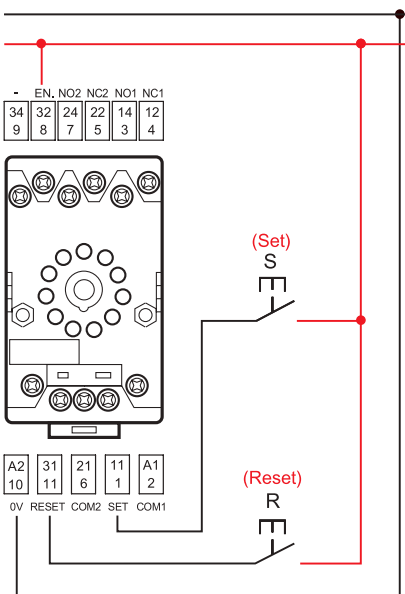 - EN. NO2 NC2 NO1 NC1
34 32 24 22 14 12
9 8 7 5 3 4
(Set)
S
A2 31 21 11 A1
10 11 6 1 2
0V RESET COM2 SET COM1
(Reset)
R